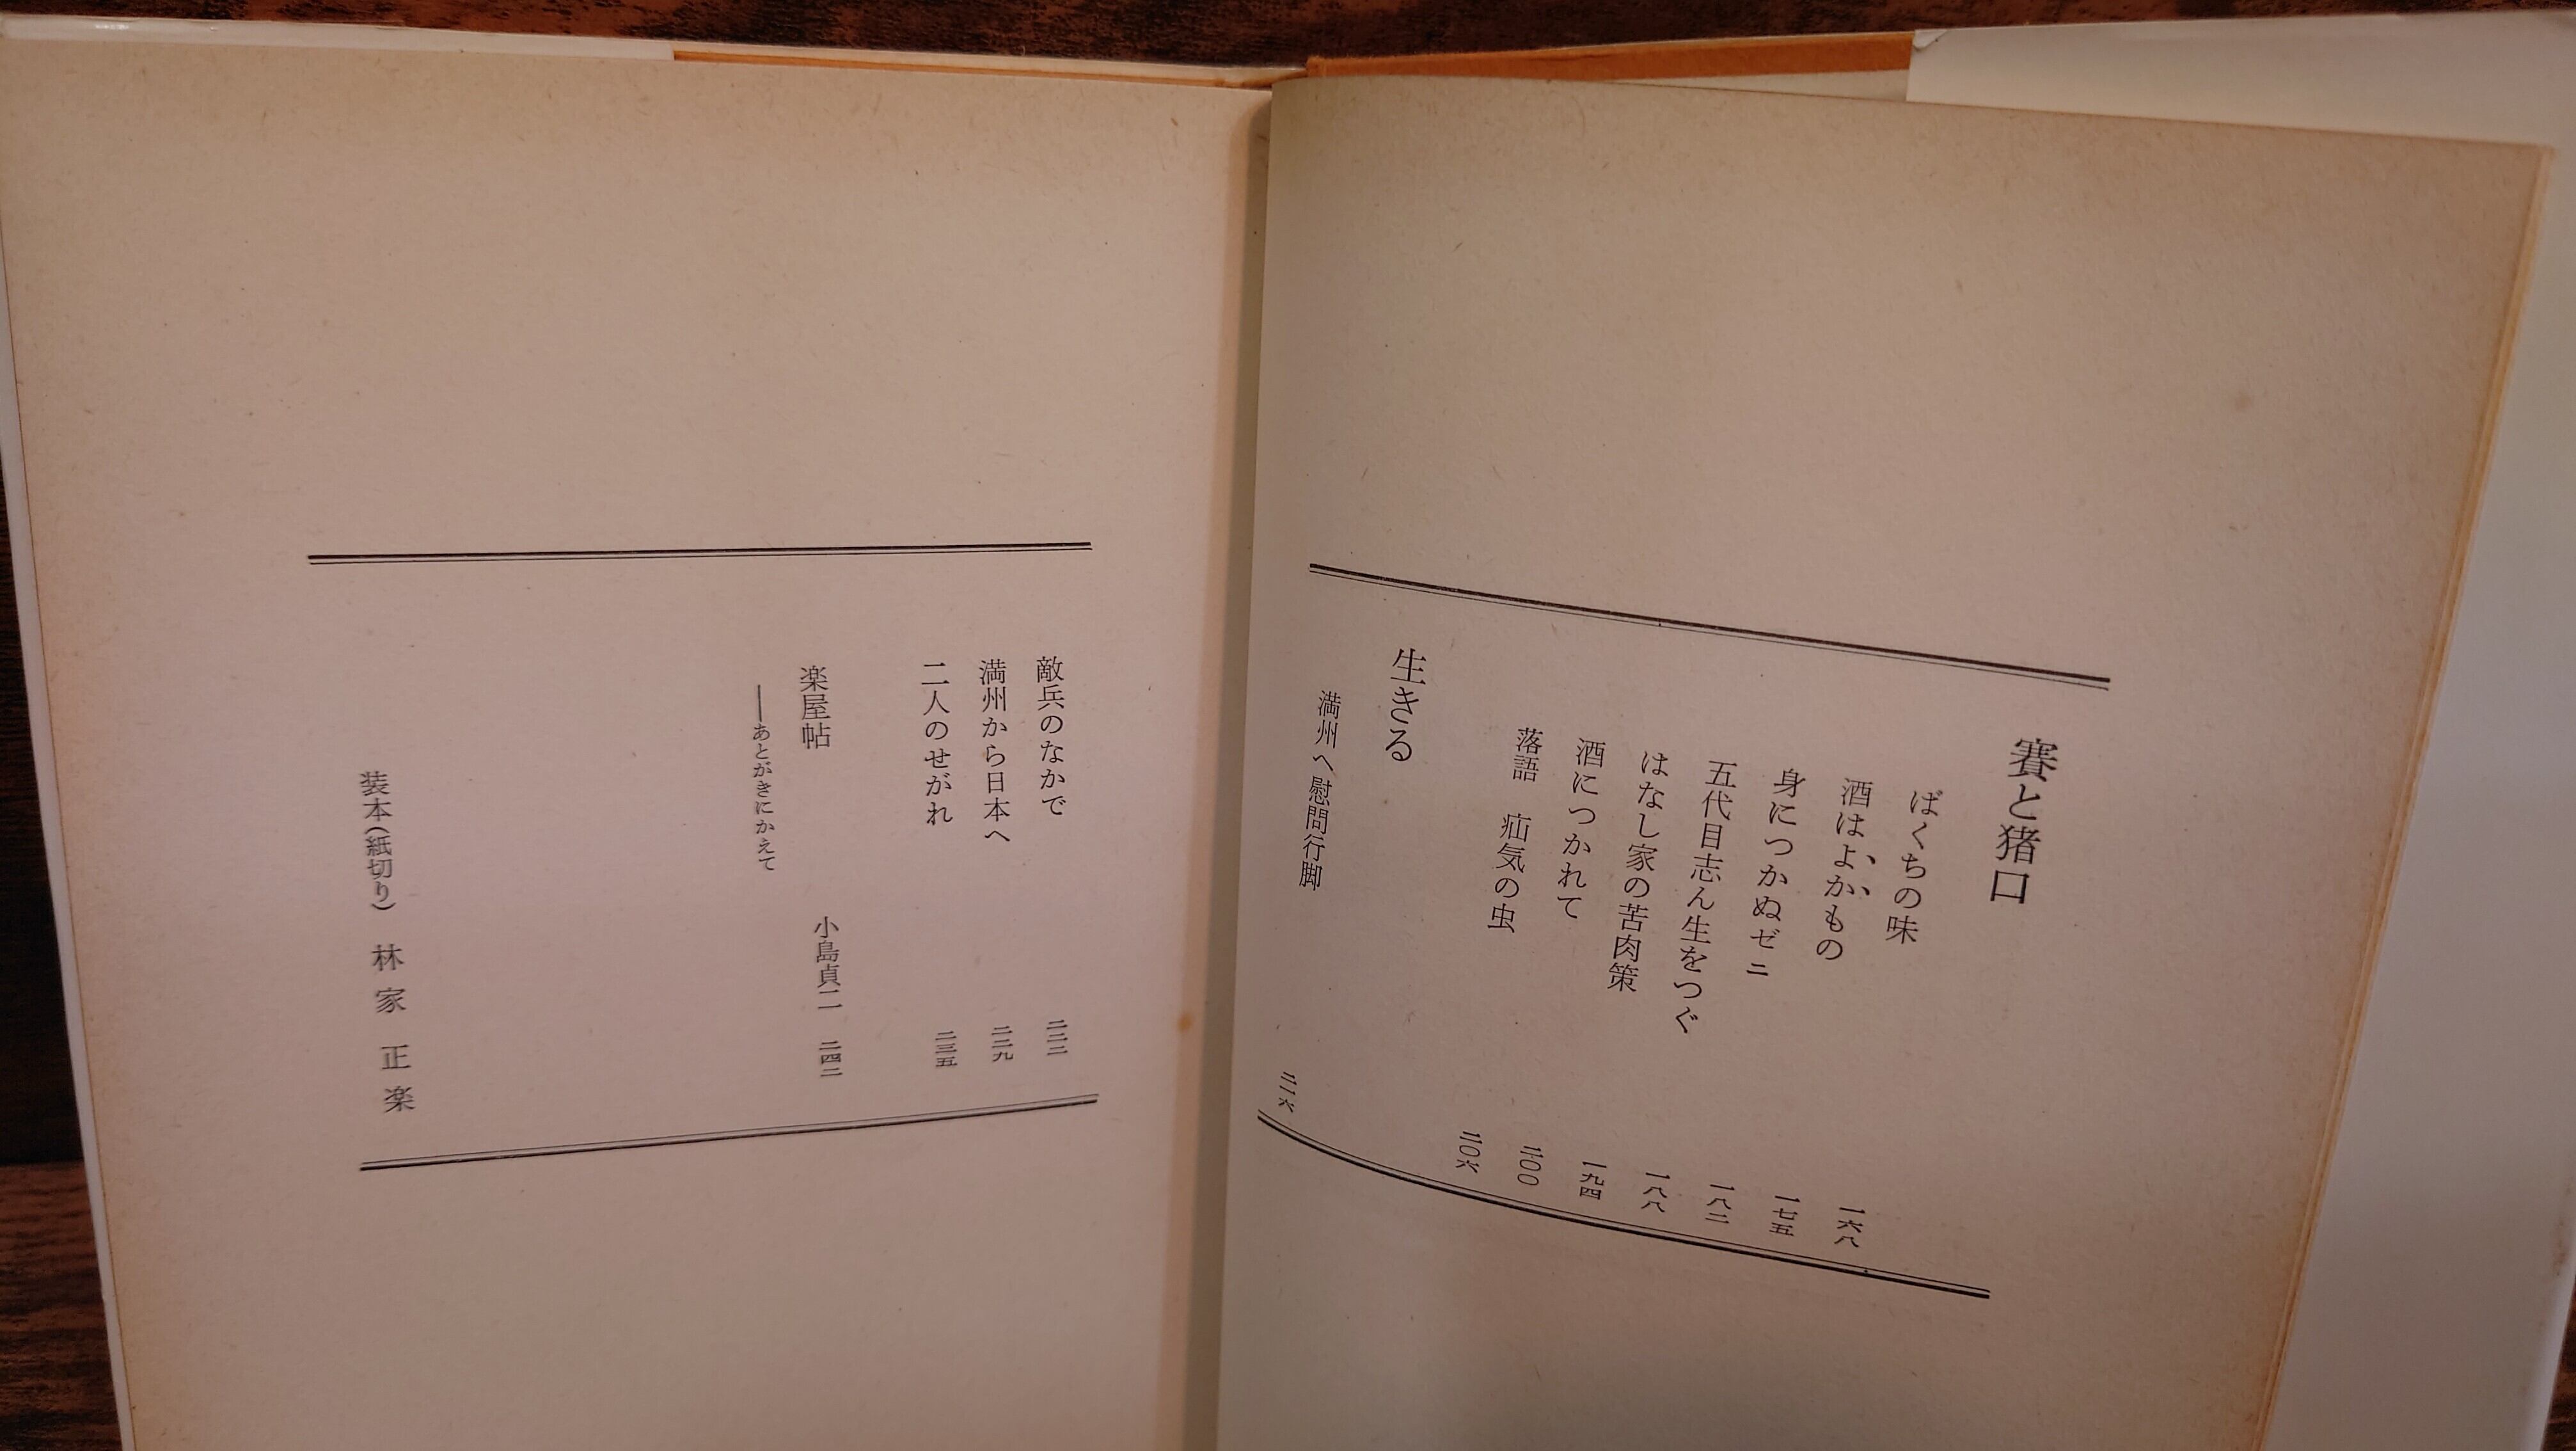 賽と猪口
ばくちの味 一六八
酒はよかもの 一七五
身につかぬゼニ 一八二
五代目志ん生をつぐ 一八八
はなし家の苦肉策 一九四
酒につかれて 二〇〇
落語 疝気の虫 二〇六
生きる
満州へ慰問行脚 二一六
敵兵のなかで 二二二
満州から日本へ 二二九
二人のせがれ 二三五
楽屋帖 小島貞二 二四二
――あとがきにかえて
装本(紙切り) 林家正楽